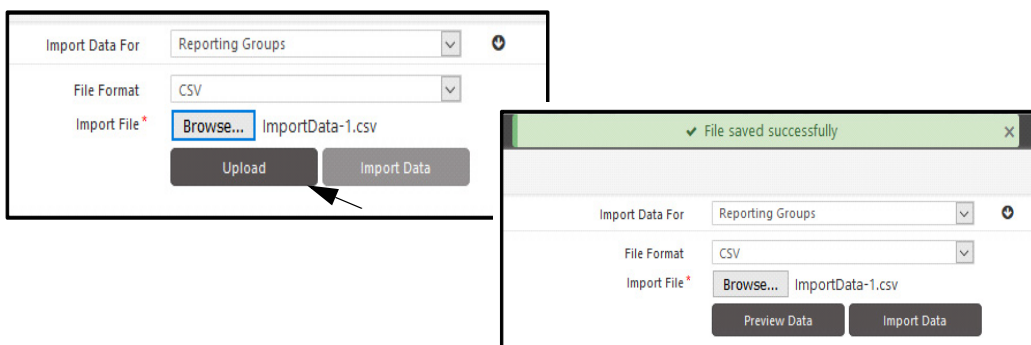 Import Data For Reporting Groups
File Format CSV
Import File* Browse... ImportData-1.csv
Upload Import Data
✔ File saved successfully X
Import Data For Reporting Groups
File Format CSV
Import File* Browse... ImportData-1.csv
Preview Data Import Data